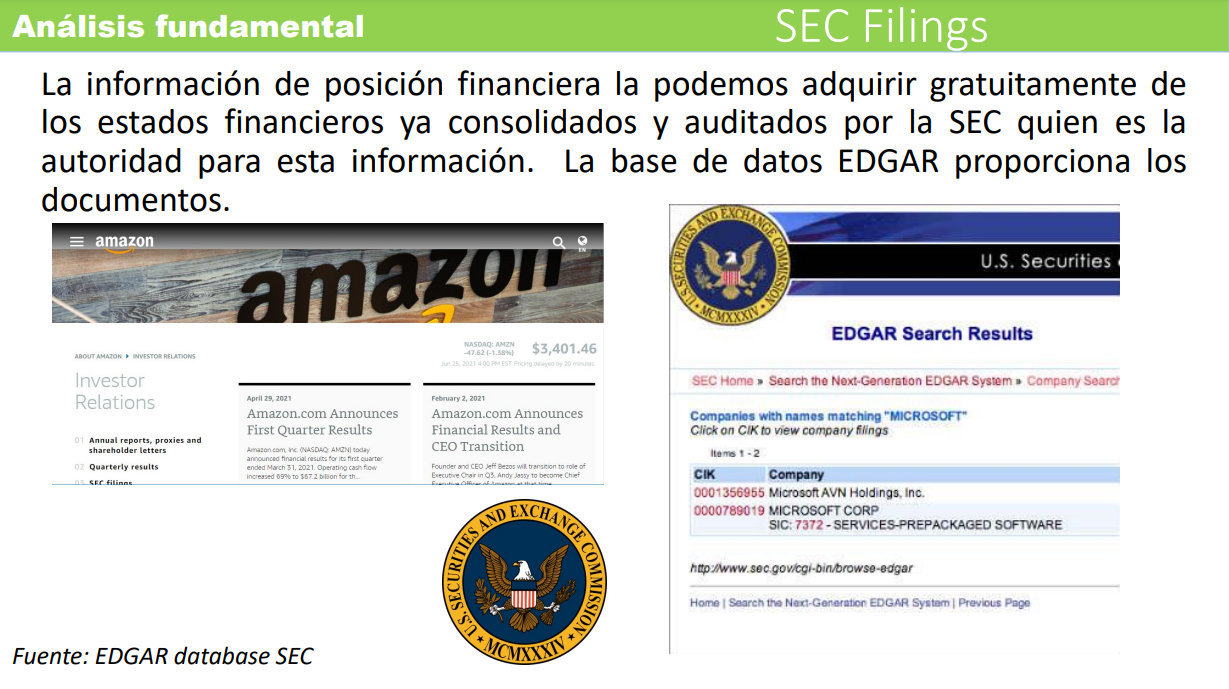 Análisis fundamental
SEC Filings
La información de posición financiera la podemos adquirir gratuitamente de
los estados financieros ya consolidados y auditados por la SEC quien es la
autoridad para esta información. La base de datos EDGAR proporciona los
documentos.
amazon
EN
amazon
NASDAQ: AMZN
-47.62 (-1.38%)
$3,401.46
Jun 25, 2021 4:00 PM EST. Pricing delayed by 20 minutes.
ABOUT AMAZON INVESTOR RELATIONS
Investor
Relations
01 Annual reports, proxies and
shareholder letters
02 Quarterly results
03 SEC filings
April 29, 2021
Amazon.com Announces
First Quarter Results
Amazon.com, Inc. (NASDAQ: AMZN) today
announced financial results for its first quarter
ended March 31, 2021. Operating cash flow
increased 69% to $67.2 billion for th...
February 2, 2021
Amazon.com Announces
Financial Results and
CEO Transition
Founder and CEO Jeff Bezos will transition to role of
Executive Chair in Q3, Andy Jassy to become Chief
Executive Officer of Amazon at that time
U.S. SECURITIES AND EXCHANGE COMMISSION
MCMXXXIV
U.S. Securities
EDGAR Search Results
SEC Home » Search the Next-Generation EDGAR System » Company Search
Companies with names matching "MICROSOFT"
Click on CIK to view company filings
Items 1 - 2
CIK Company
0001356955 Microsoft AVN Holdings, Inc.
0000789019 MICROSOFT CORP
SIC: 7372 - SERVICES-PREPACKAGED SOFTWARE
http://www.sec.gov/cgi-bin/browse-edgar
Home | Search the Next-Generation EDGAR System | Previous Page
U.S. SECURITIES AND EXCHANGE COMMISSION
MCMXXXIV
Fuente: EDGAR database SEC